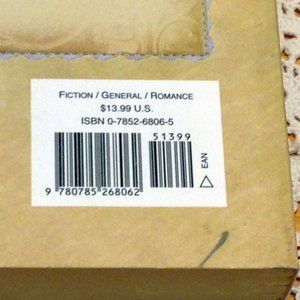 FICTION / GENERAL / ROMANCE
$13.99 U.S.
ISBN 0-7852-6806-5
51399
9 780785 268062
EAN